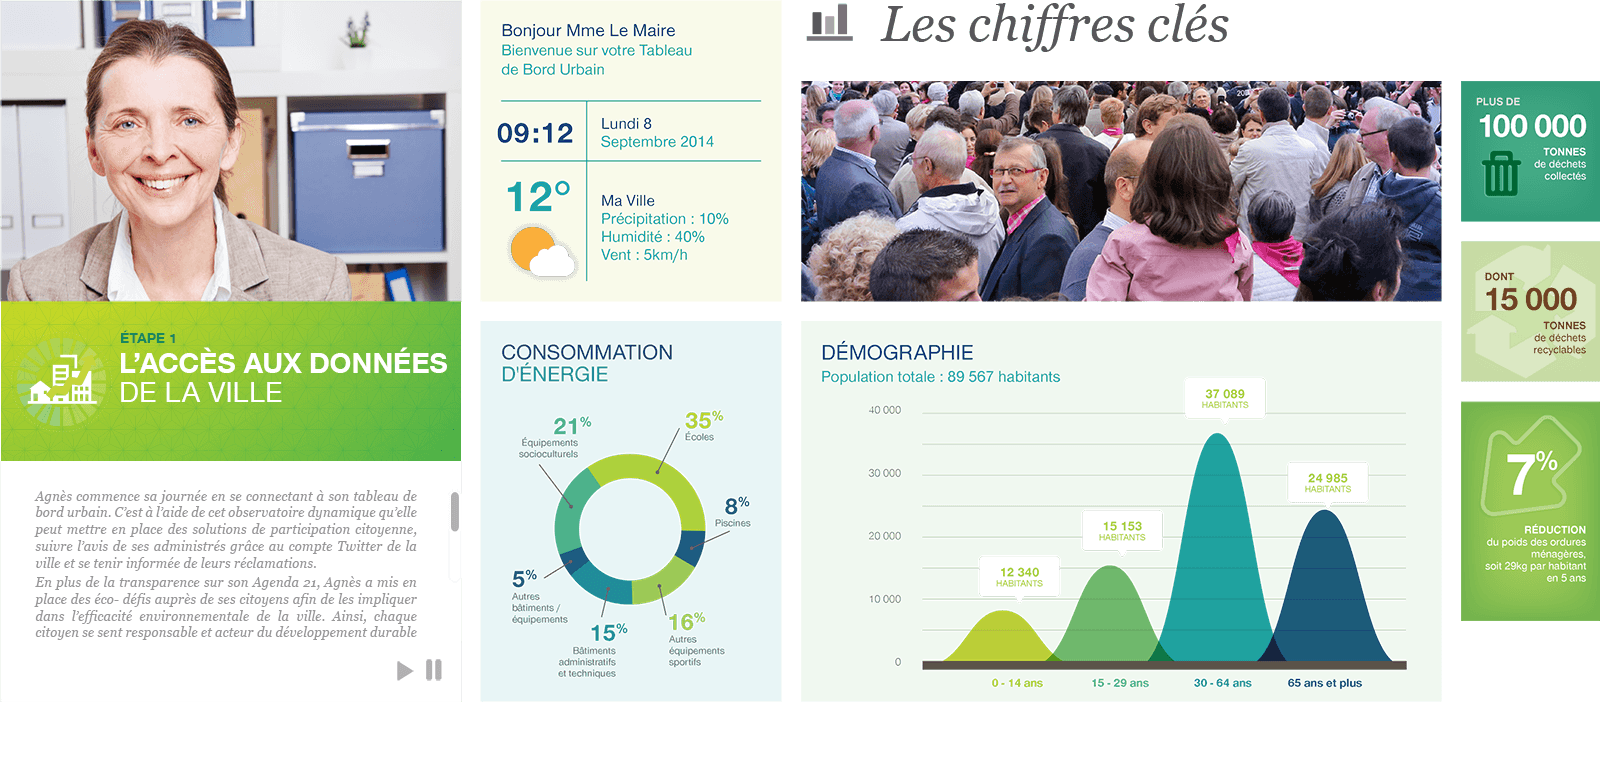 ÉTAPE 1
L'ACCÈS AUX DONNÉES
DE LA VILLE
Agnès commence sa journée en se connectant à son tableau de
bord urbain. C'est à l'aide de cet observatoire dynamique qu'elle
peut mettre en place des solutions de participation citoyenne,
suivre l'avis de ses administrés grâce au compte Twitter de la
ville et se tenir informée de leurs réclamations.
En plus de la transparence sur son Agenda 21, Agnès a mis en
place des éco- défis auprès de ses citoyens afin de les impliquer
dans l'efficacité environnementale de la ville. Ainsi, chaque
citoyen se sent responsable et acteur du développement durable
Bonjour Mme Le Maire
Bienvenue sur votre Tableau
de Bord Urbain
09:12
Lundi 8
Septembre 2014
12°
Ma Ville
Précipitation : 10%
Humidité : 40%
Vent : 5km/h
CONSOMMATION
D'ÉNERGIE
21%
Équipements
socioculturels
35%
Écoles
8%
Piscines
5%
Autres
bâtiments /
équipements
15%
Bâtiments
administratifs
et techniques
16%
Autres
équipements
sportifs
Les chiffres clés
DÉMOGRAPHIE
Population totale : 89 567 habitants
40 000
30 000
20 000
10 000
0
12 340
HABITANTS
15 153
HABITANTS
37 089
HABITANTS
24 985
HABITANTS
0 - 14 ans
15 - 29 ans
30 - 64 ans
65 ans et plus
PLUS DE
100 000
TONNES
de déchets
collectés
DONT
15 000
TONNES
de déchets
recyclables
7%
RÉDUCTION
du poids des ordures
ménagères,
soit 29kg par habitant
en 5 ans